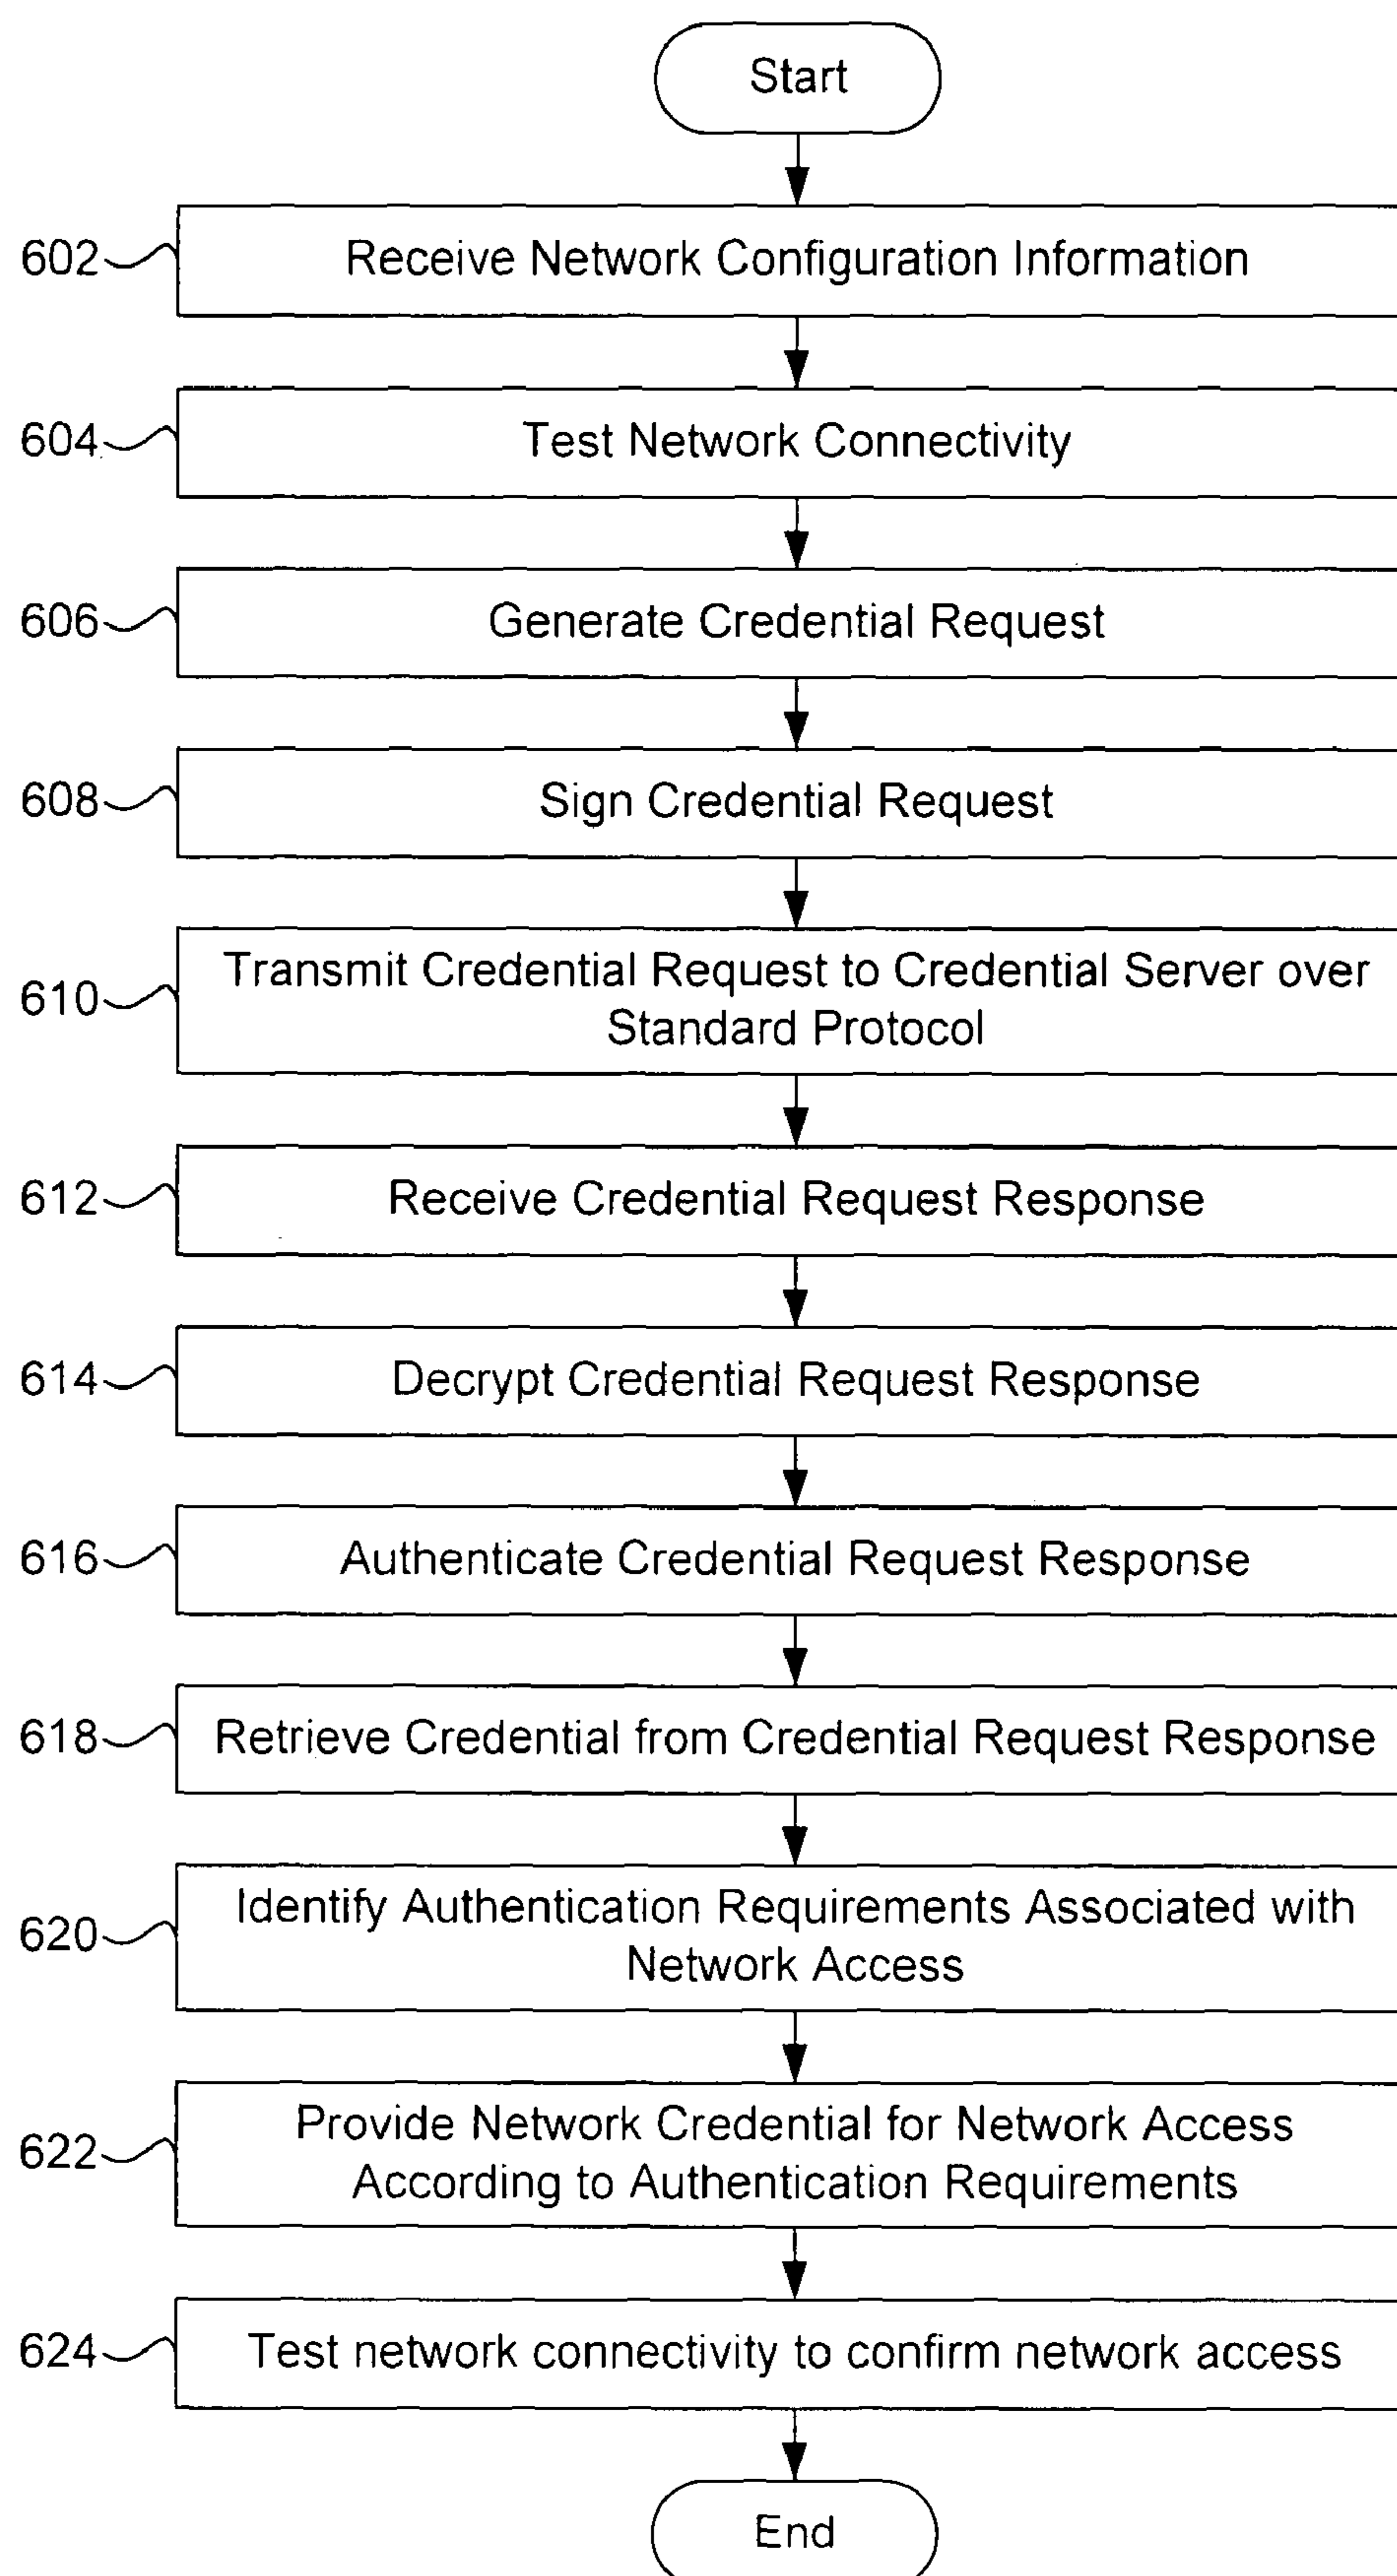 Start
602
Receive Network Configuration Information
604
Test Network Connectivity
606
Generate Credential Request
608
Sign Credential Request
610
Transmit Credential Request to Credential Server over
Standard Protocol
612
Receive Credential Request Response
614
Decrypt Credential Request Response
616
Authenticate Credential Request Response
618
Retrieve Credential from Credential Request Response
620
Identify Authentication Requirements Associated with
Network Access
622
Provide Network Credential for Network Access
According to Authentication Requirements
624
Test network connectivity to confirm network access
End